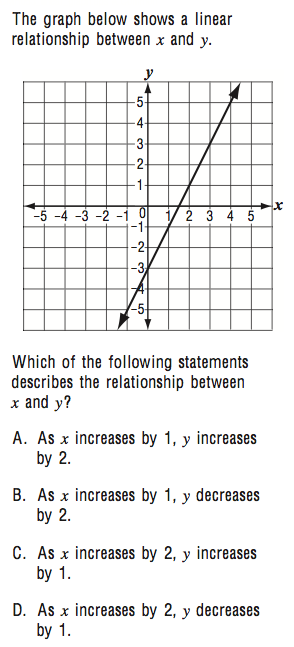 The graph below shows a linear
relationship between x and y.
y
5
4
3
2
1
-5 -4 -3 -2 -1 0 1 2 3 4 5 x
-1
-2
-3
-4
-5
Which of the following statements
describes the relationship between
x and y?
A. As x increases by 1, y increases
by 2.
B. As x increases by 1, y decreases
by 2.
C. As x increases by 2, y increases
by 1.
D. As x increases by 2, y decreases
by 1.